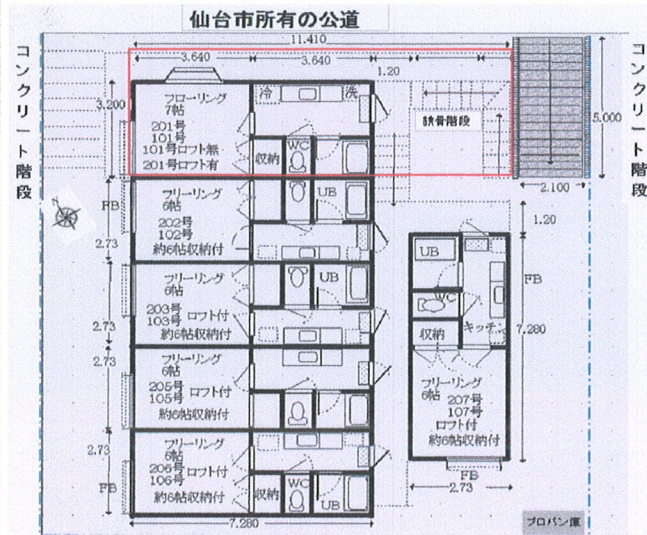 仙台市所有の公道
コンクリート階段
コンクリート階段
11.410
3.640
3.640
1.20
3.200
5.000
2.100
フローリング
7帖
201号
101号
101号ロフト無
201号ロフト有
冷
洗
収納
WC
鉄骨階段
FB
2.73
フリーリング
6帖
202号
102号
約6帖収納付
UB
2.73
フリーリング
6帖
203号
103号
ロフト付
約6帖収納付
UB
2.73
フリーリング
6帖
205号
105号
ロフト付
約6帖収納付
2.73
FB
フリーリング
6帖
206号
106号
ロフト付
約6帖収納付
収納
WC
UB
7.280
1.20
UB
WC
収納
キッチン
FB
7.280
フリーリング
6帖
207号
107号
ロフト付
約6帖収納付
FB
2.73
プロパン庫